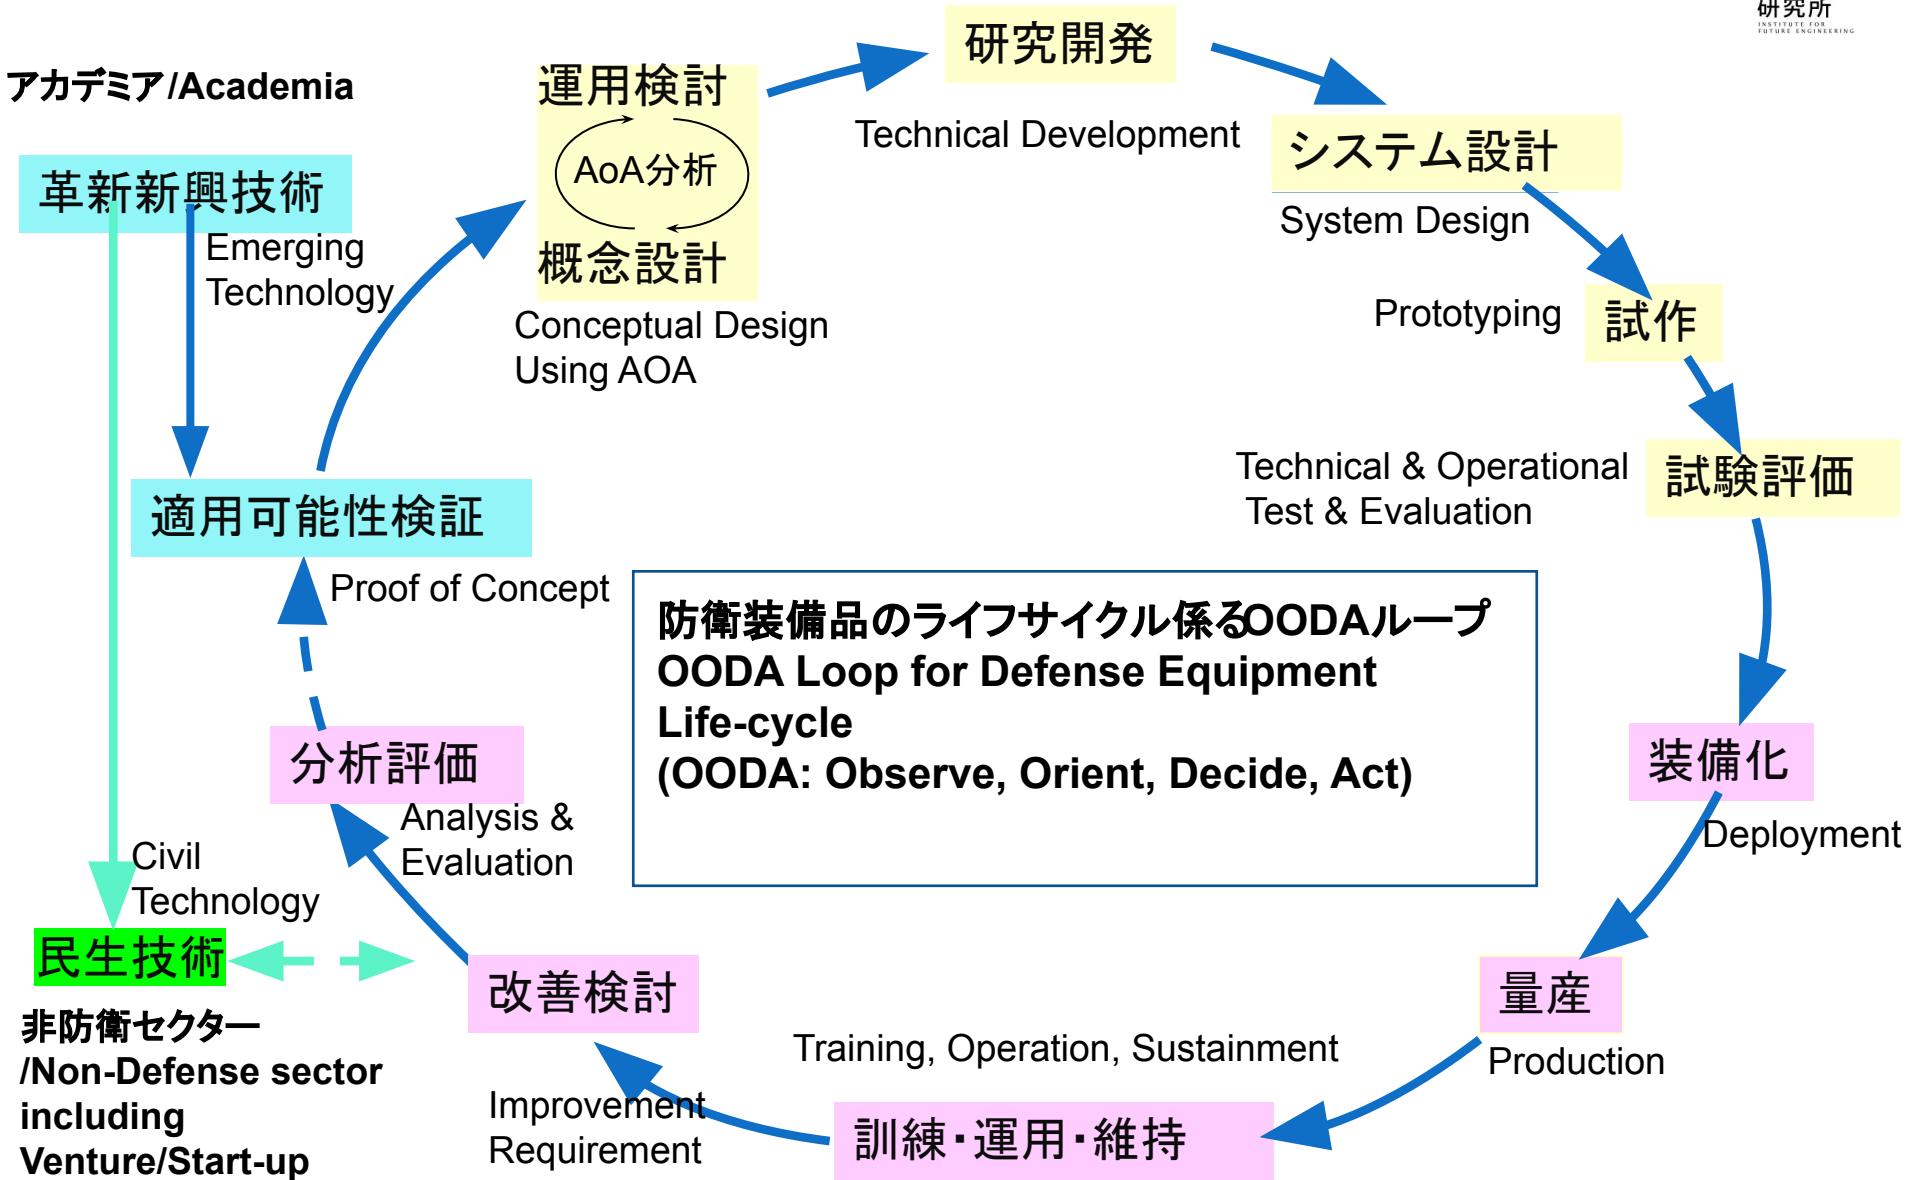 研究所
INSTITUTE FOR
FUTURE ENGINEERING
アカデミア/Academia
革新新興技術
Emerging
Technology
運用検討
AoA分析
概念設計
Conceptual Design
Using AOA
研究開発
Technical Development
システム設計
System Design
試作
Prototyping
試験評価
Technical & Operational
Test & Evaluation
適用可能性検証
Proof of Concept
防衛装備品のライフサイクル係るOODAループ
OODA Loop for Defense Equipment
Life-cycle
(OODA: Observe, Orient, Decide, Act)
装備化
Deployment
分析評価
Analysis &
Evaluation
Civil
Technology
民生技術
非防衛セクター
/Non-Defense sector
including
Venture/Start-up
改善検討
Improvement
Requirement
Training, Operation, Sustainment
訓練・運用・維持
量産
Production